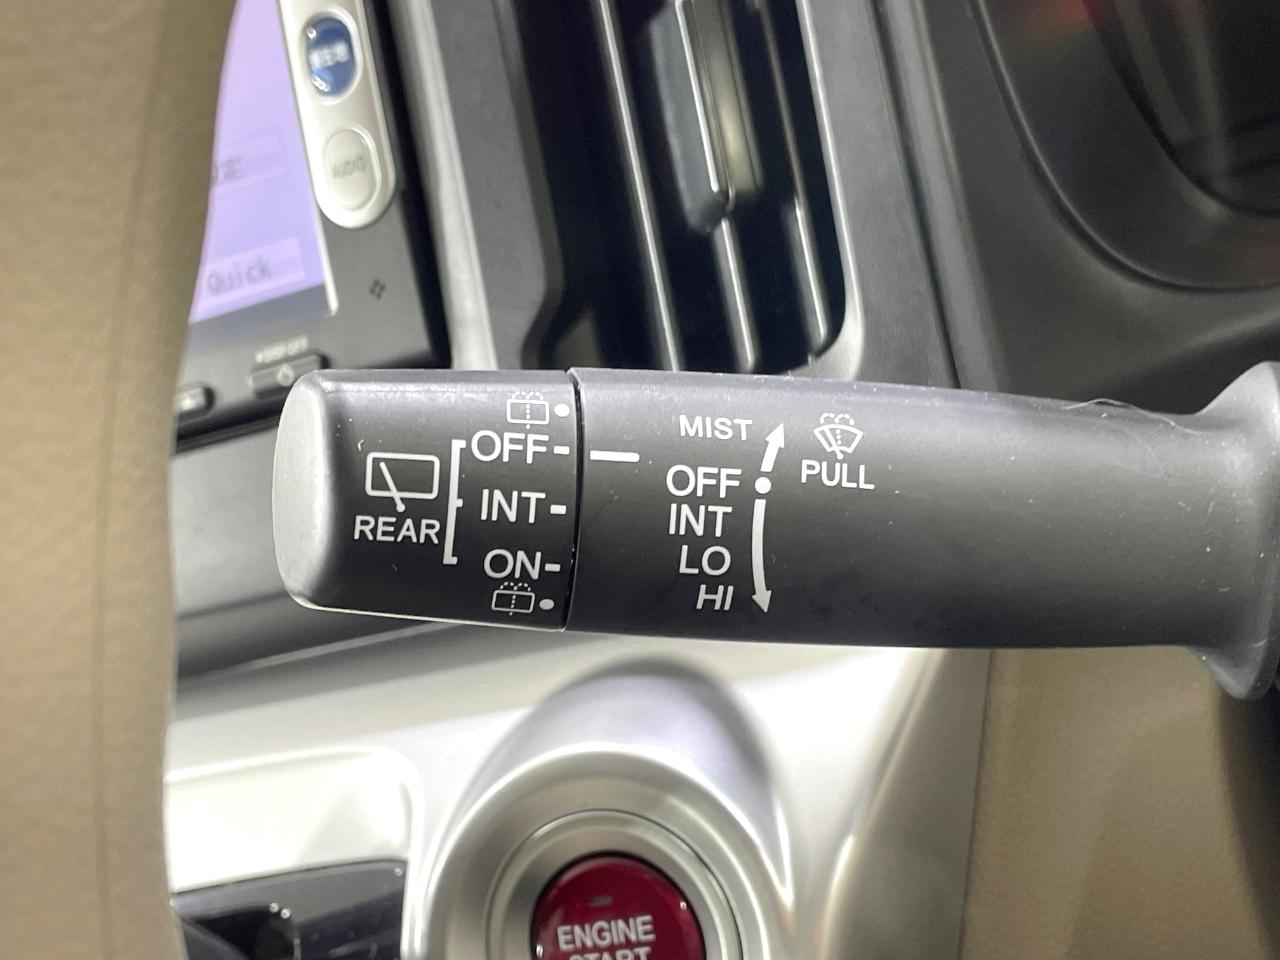 AUDIO
Quick
OFF
INT
REAR
ON
MIST
OFF
INT
LO
HI
PULL
ENGINE
START